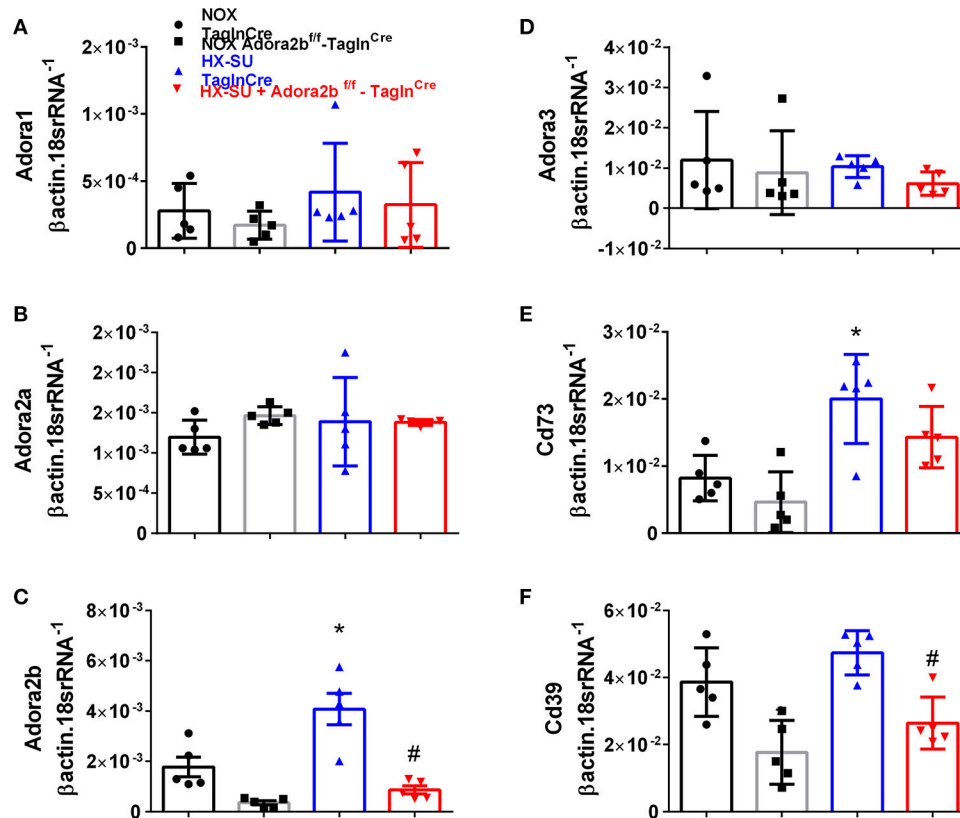 A
NOX
TaglnCre
NOX Adora2b^f/f-TagIn^Cre
HX-SU
TaglnCre
HX-SU + Adora2b ^f/f - TagIn^Cre
Adora1
βactin.18srRNA⁻¹
2×10⁻³
1×10⁻³
5×10⁻⁴
0
B
Adora2a
βactin.18srRNA⁻¹
2×10⁻³
2×10⁻³
2×10⁻³
1×10⁻³
5×10⁻⁴
0
C
Adora2b
βactin.18srRNA⁻¹
8×10⁻³
6×10⁻³
4×10⁻³
2×10⁻³
0
*
#
D
Adora3
βactin.18srRNA⁻¹
4×10⁻²
3×10⁻²
2×10⁻²
1×10⁻²
0
-1×10⁻²
E
Cd73
βactin.18srRNA⁻¹
3×10⁻²
2×10⁻²
1×10⁻²
0
*
F
Cd39
βactin.18srRNA⁻¹
6×10⁻²
4×10⁻²
2×10⁻²
0
#